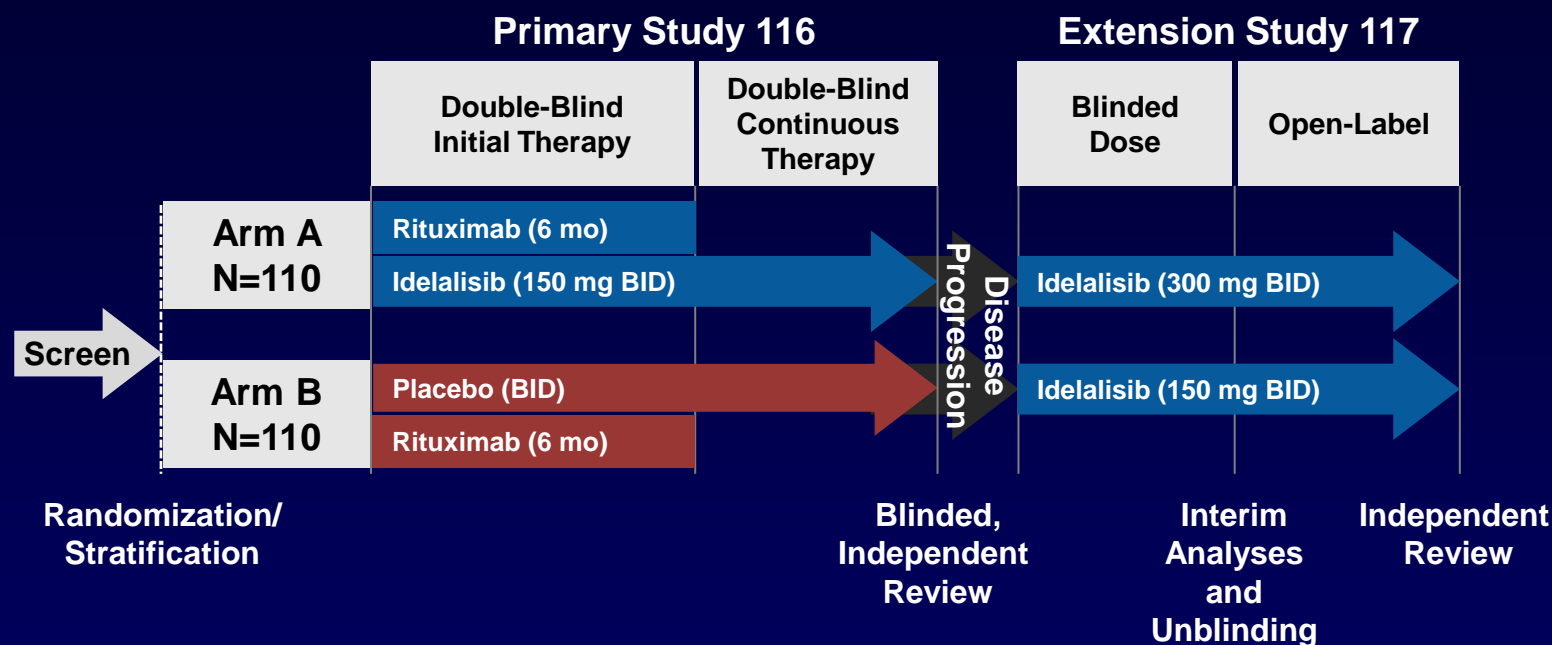 Primary Study 116
Extension Study 117
Double-Blind
Initial Therapy
Double-Blind
Continuous
Therapy
Blinded
Dose
Open-Label
Screen
Arm A
N=110
Rituximab (6 mo)
Idelalisib (150 mg BID)
Disease
Progression
Idelalisib (300 mg BID)
Arm B
N=110
Placebo (BID)
Rituximab (6 mo)
Idelalisib (150 mg BID)
Randomization/
Stratification
Blinded,
Independent
Review
Interim
Analyses
and
Unblinding
Independent
Review